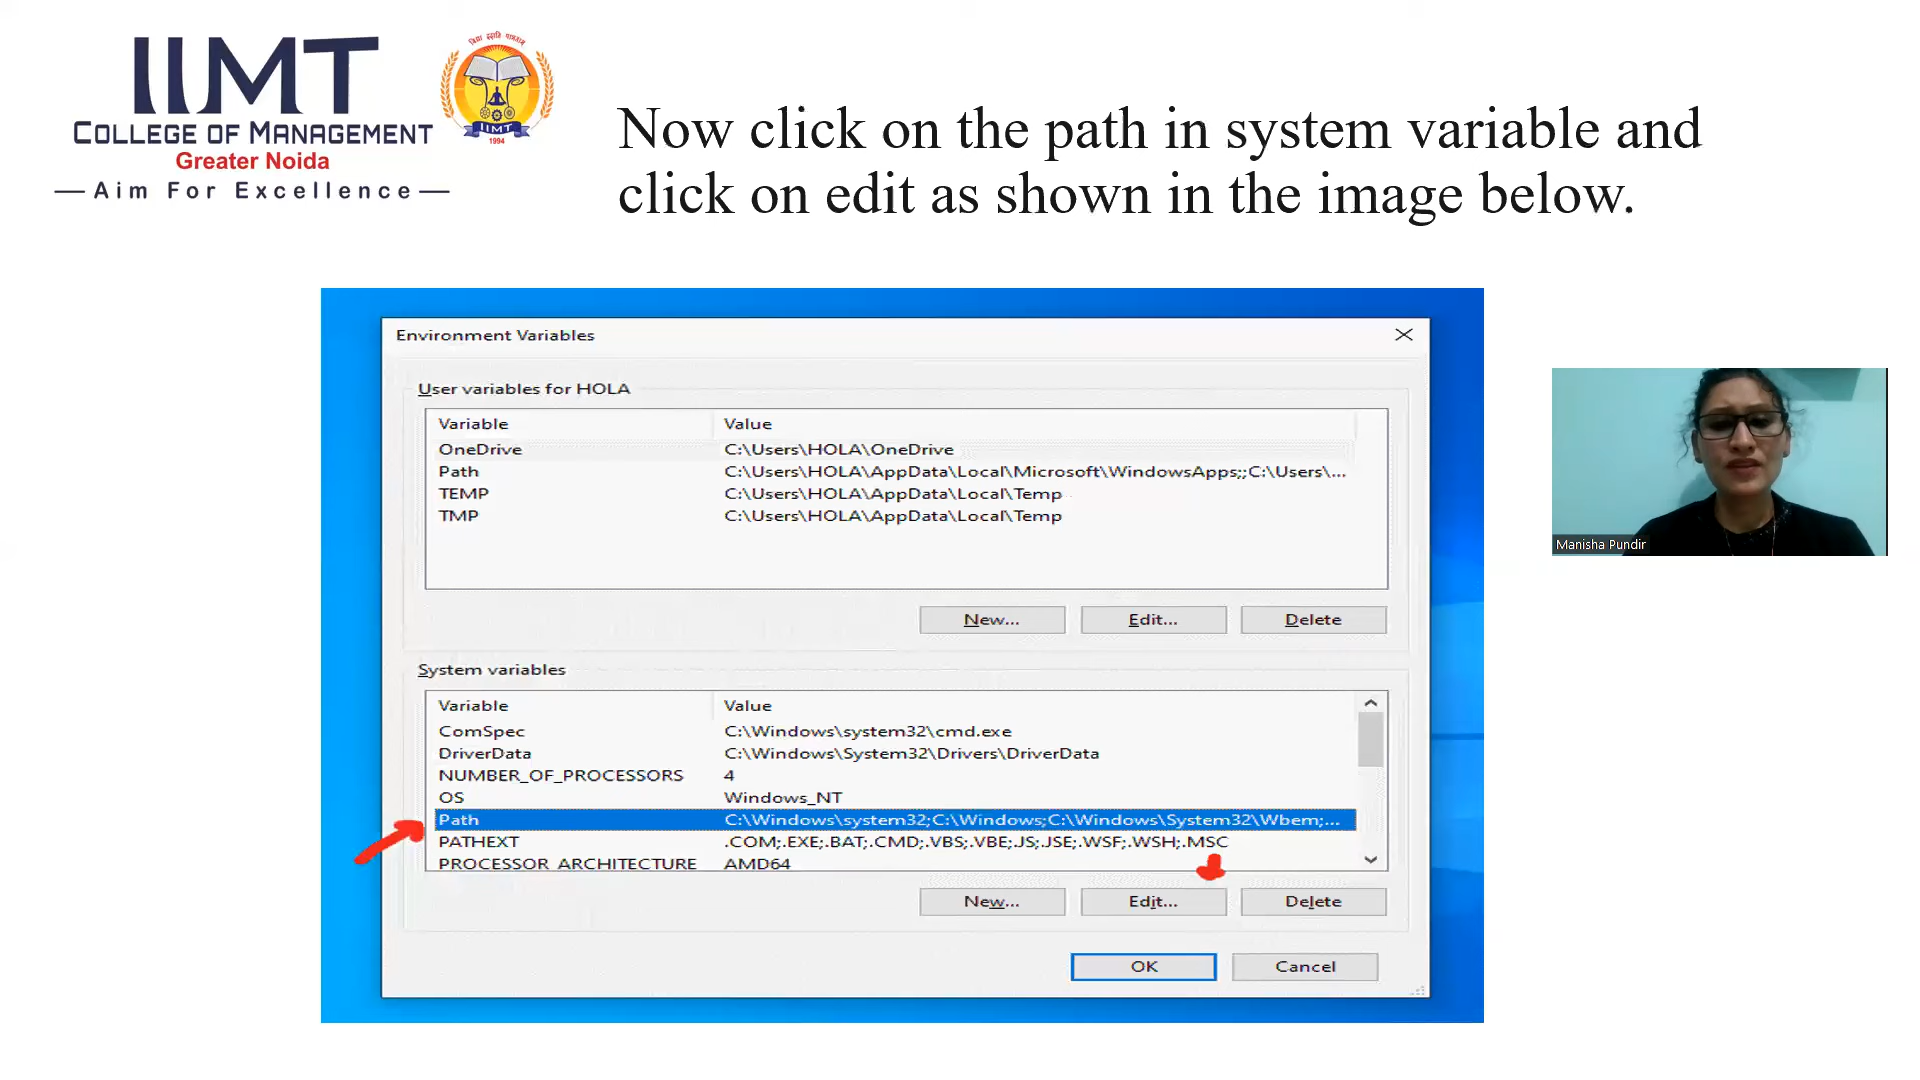 IIMT
COLLEGE OF MANAGEMENT
Greater Noida
Aim For Excellence
IIMT
1994
Now click on the path in system variable and
click on edit as shown in the image below.
Environment Variables
User variables for HOLA
Variable Value
OneDrive C:\Users\HOLA\OneDrive
Path C:\Users\HOLA\AppData\Local\Microsoft\WindowsApps;;C:\Users\...
TEMP C:\Users\HOLA\AppData\Local\Temp
TMP C:\Users\HOLA\AppData\Local\Temp
New... Edit... Delete
System variables
Variable Value
ComSpec C:\Windows\system32\cmd.exe
DriverData C:\Windows\System32\Drivers\DriverData
NUMBER_OF_PROCESSORS 4
OS Windows_NT
Path C:\Windows\system32;C:\Windows;C:\Windows\System32\Wbem;...
PATHEXT .COM;.EXE;.BAT;.CMD;.VBS;.VBE;.JS;.JSE;.WSF;.WSH;.MSC
PROCESSOR_ARCHITECTURE AMD64
New... Edit... Delete
OK Cancel
Manisha Pundir